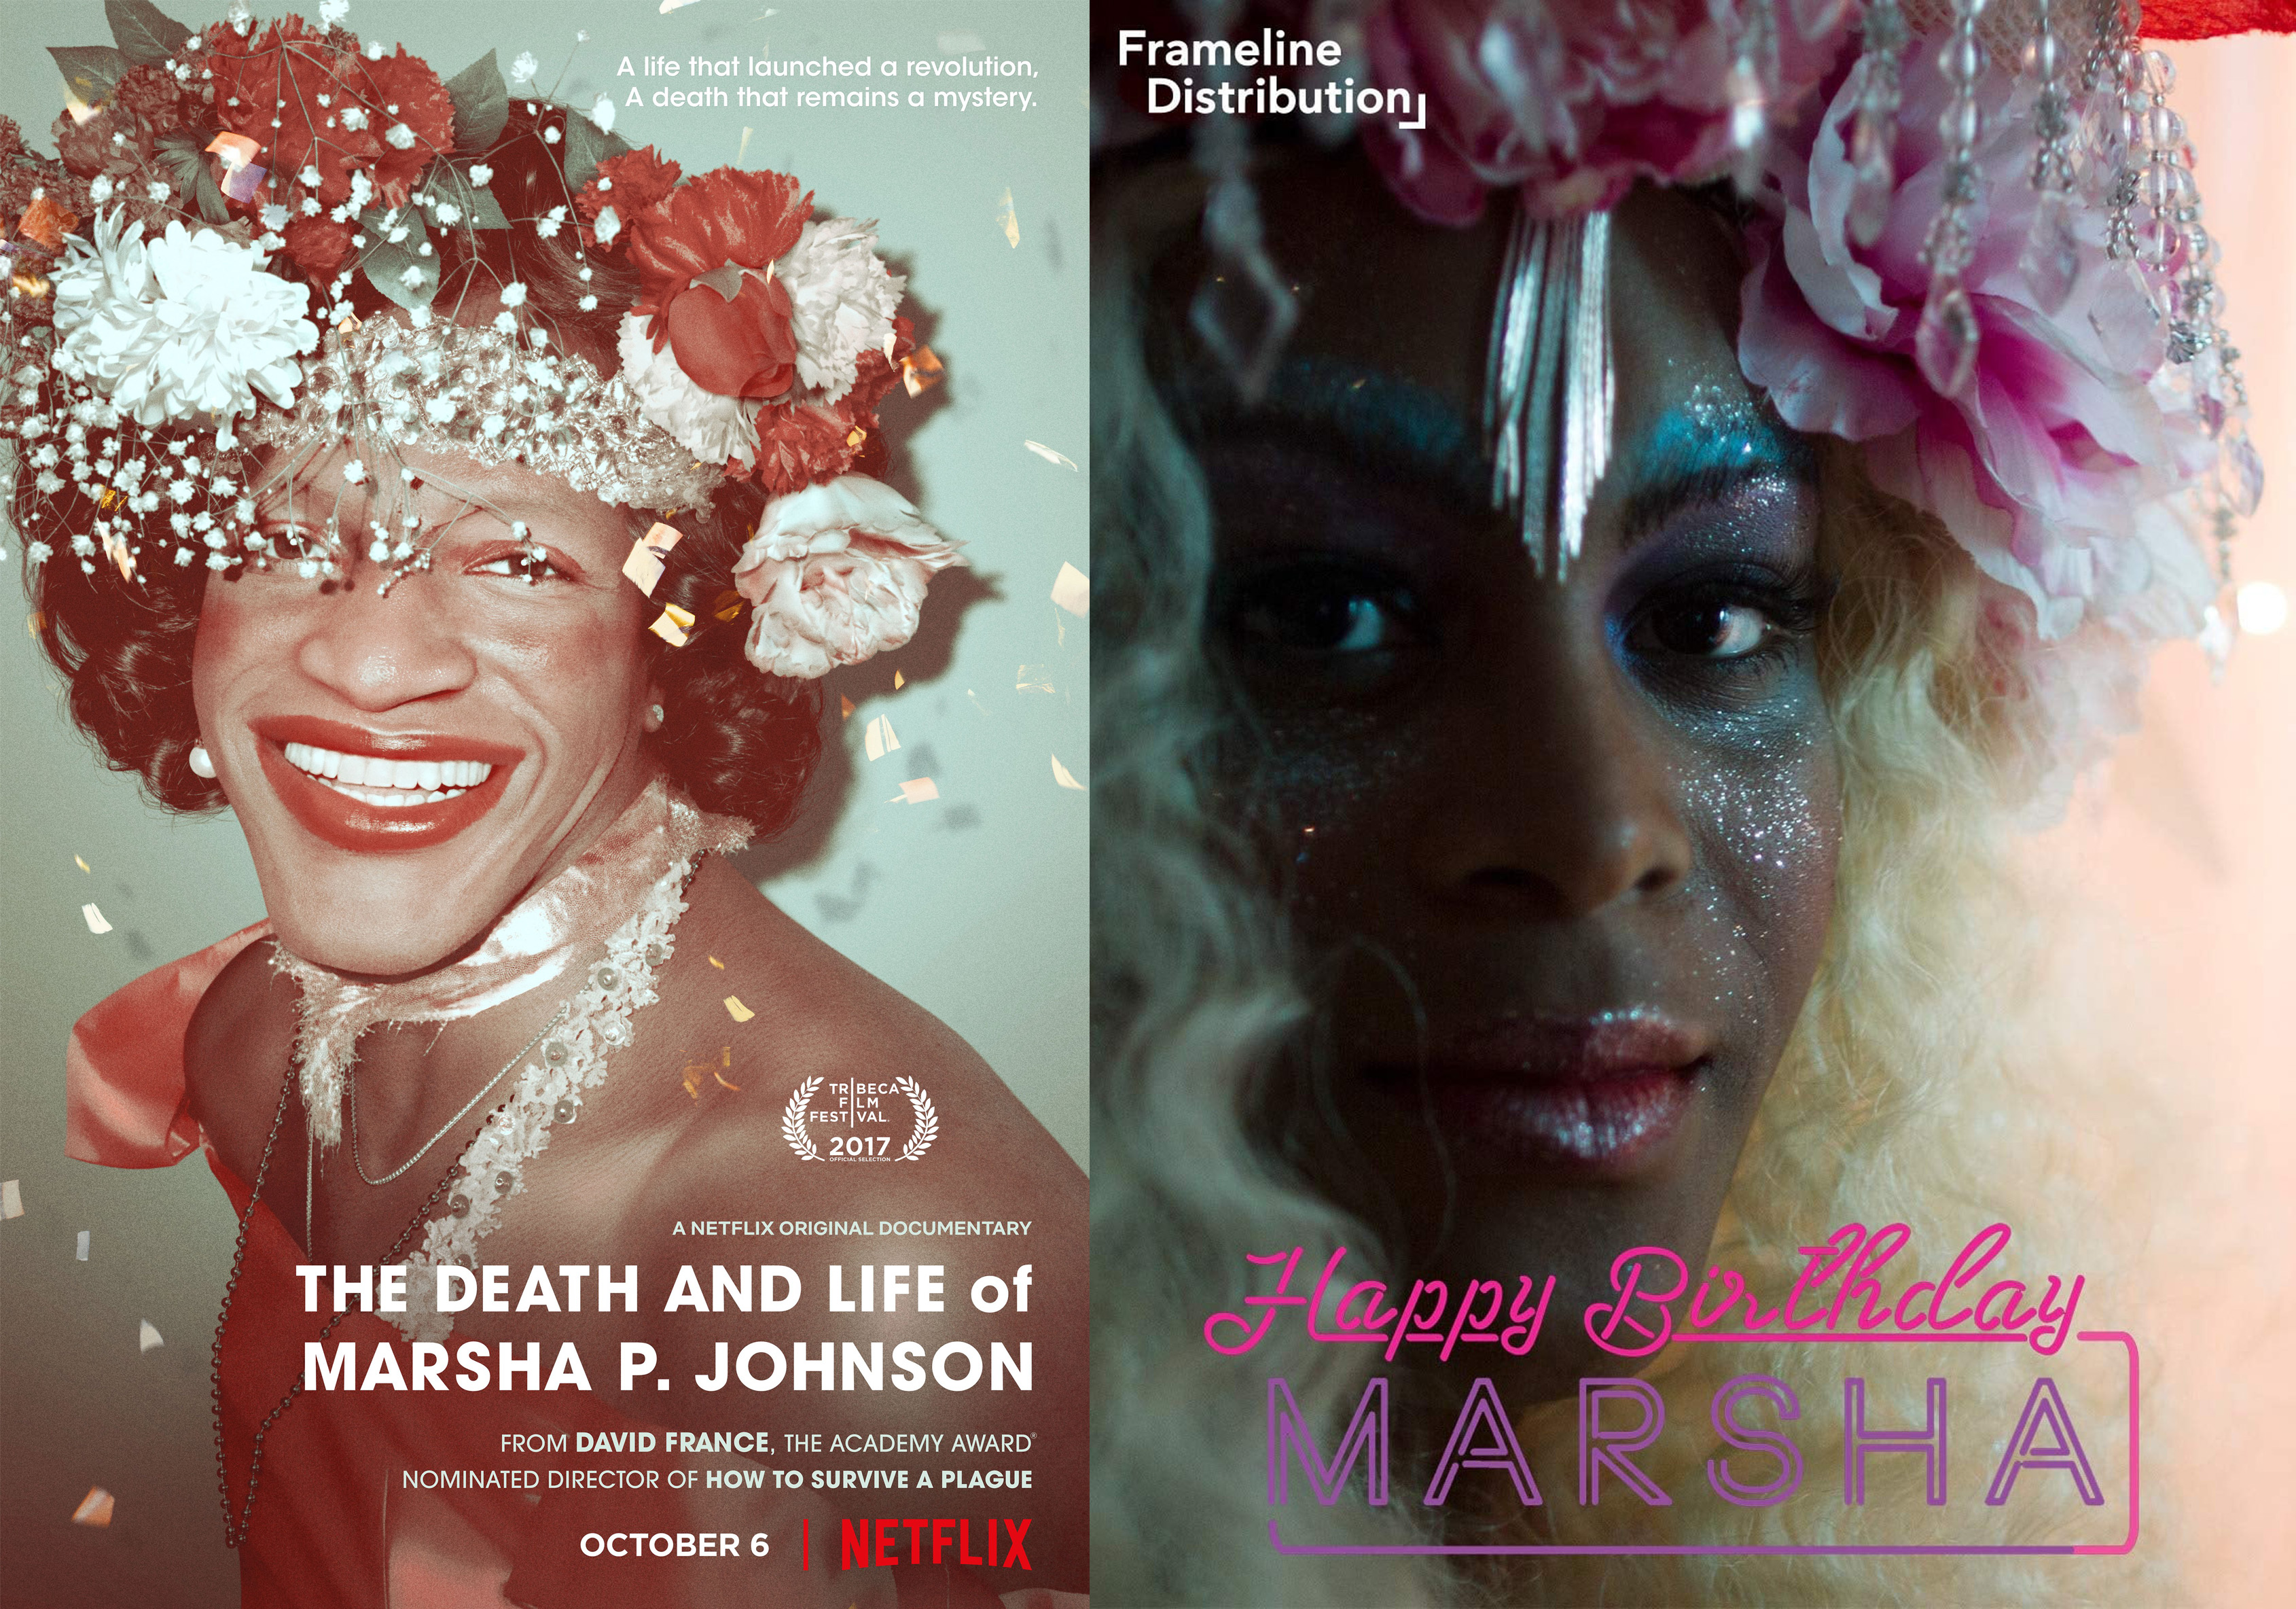 A life that launched a revolution,
A death that remains a mystery.
TRIBECA
FILM
FESTIVAL.
2017
OFFICIAL SELECTION
A NETFLIX ORIGINAL DOCUMENTARY
THE DEATH AND LIFE of
MARSHA P. JOHNSON
FROM DAVID FRANCE, THE ACADEMY AWARD®
NOMINATED DIRECTOR OF HOW TO SURVIVE A PLAGUE
OCTOBER 6 | NETFLIX
Frameline
Distribution
Happy Birthday
MARSHA